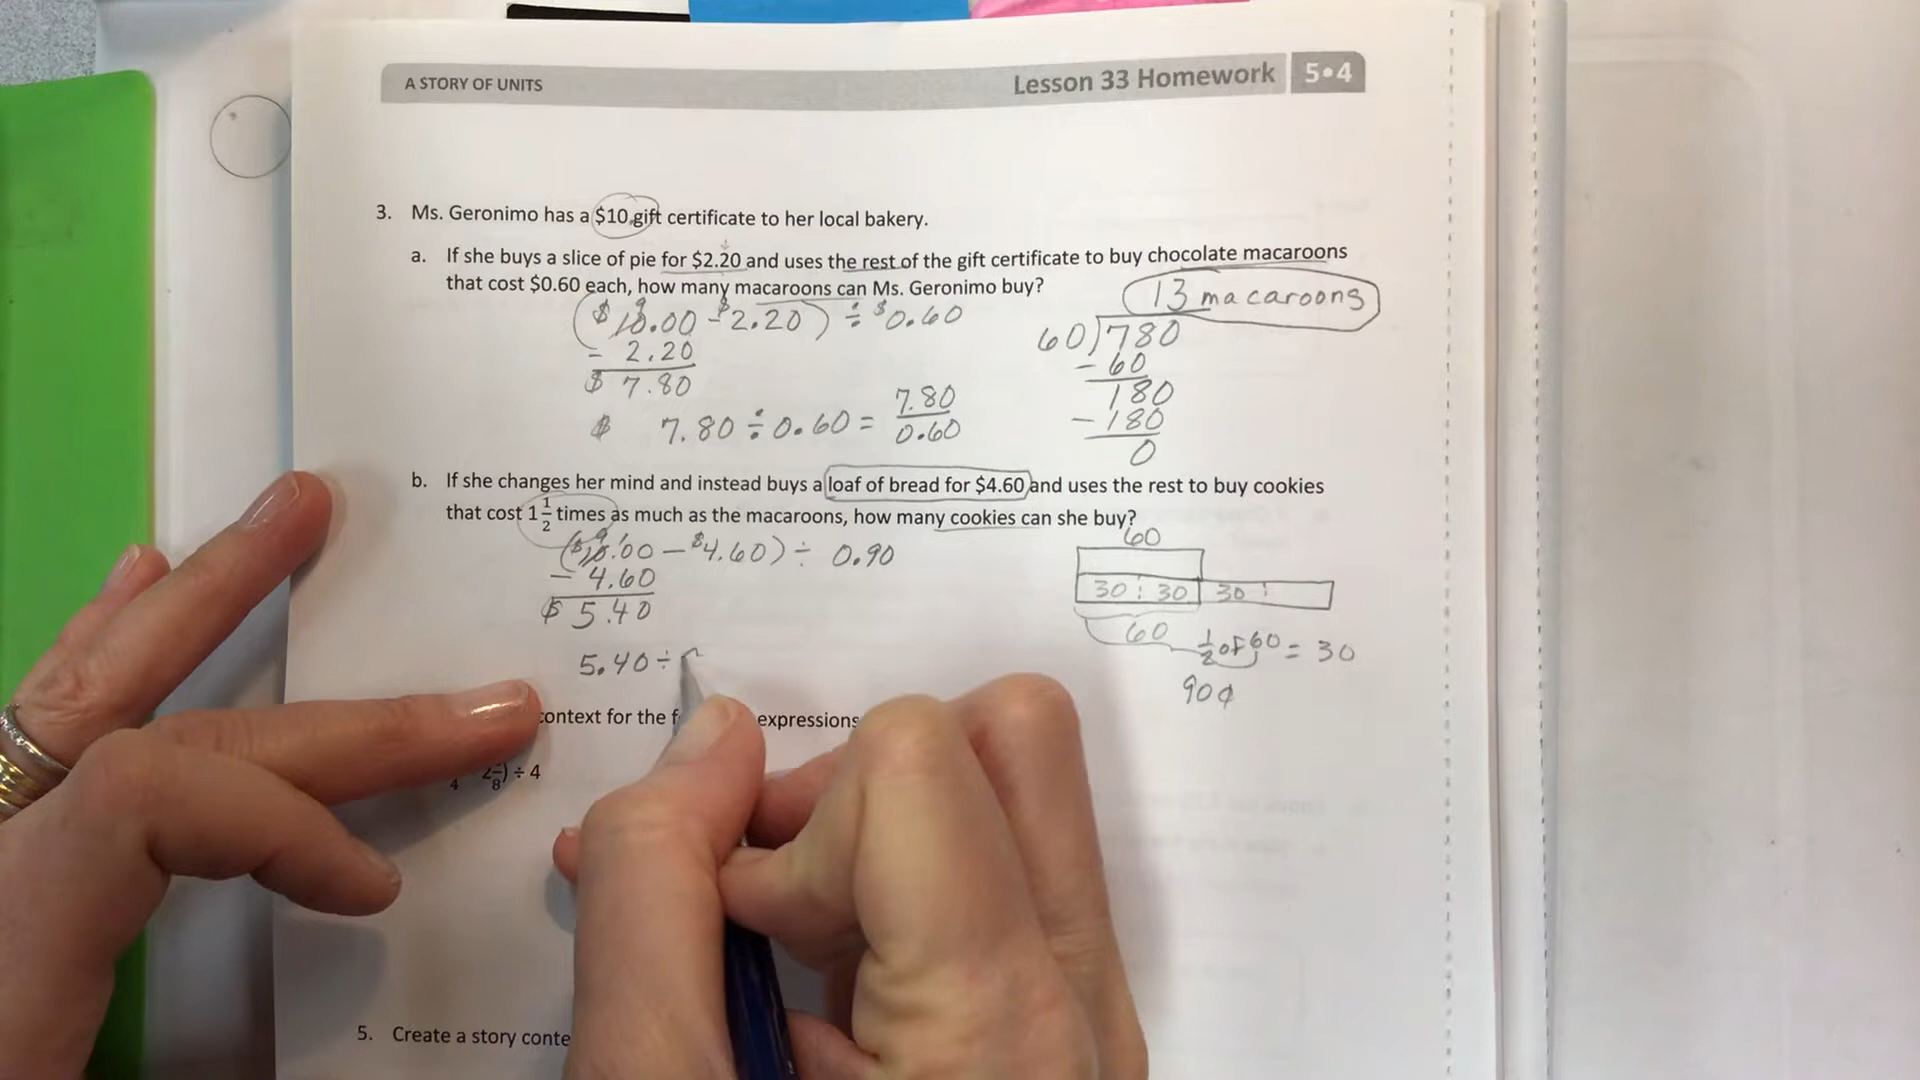 A STORY OF UNITS
Lesson 33 Homework 5•4
3. Ms. Geronimo has a $10 gift certificate to her local bakery.
a. If she buys a slice of pie for $2.20 and uses the rest of the gift certificate to buy chocolate macaroons
that cost $0.60 each, how many macaroons can Ms. Geronimo buy?
($10.00 - $2.20) ÷ $0.60
- 2.20
$ 7.80
$ 7.80 ÷ 0.60 = 7.80/0.60
13 macaroons
60)780
- 60
180
- 180
0
b. If she changes her mind and instead buys a loaf of bread for $4.60 and uses the rest to buy cookies
that cost 1 1/2 times as much as the macaroons, how many cookies can she buy?
($10.00 - $4.60) ÷ 0.90
- 4.60
$ 5.40
5.40 ÷
60
30 30 30
60
1/2 of 60 = 30
90¢
context for the expressions
4 2 8) ÷ 4
5. Create a story